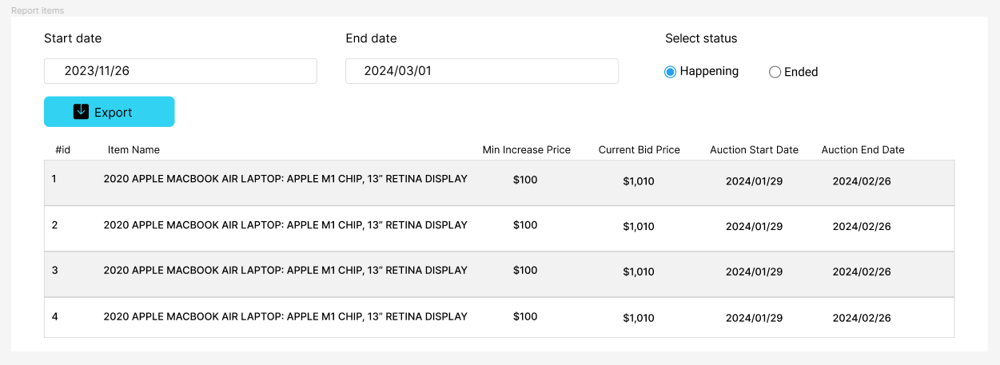 Report items
Start date End date Select status
2023/11/26 2024/03/01 Happening Ended
Export
#id Item Name Min Increase Price Current Bid Price Auction Start Date Auction End Date
1 2020 APPLE MACBOOK AIR LAPTOP: APPLE M1 CHIP, 13” RETINA DISPLAY $100 $1,010 2024/01/29 2024/02/26
2 2020 APPLE MACBOOK AIR LAPTOP: APPLE M1 CHIP, 13” RETINA DISPLAY $100 $1,010 2024/01/29 2024/02/26
3 2020 APPLE MACBOOK AIR LAPTOP: APPLE M1 CHIP, 13” RETINA DISPLAY $100 $1,010 2024/01/29 2024/02/26
4 2020 APPLE MACBOOK AIR LAPTOP: APPLE M1 CHIP, 13” RETINA DISPLAY $100 $1,010 2024/01/29 2024/02/26